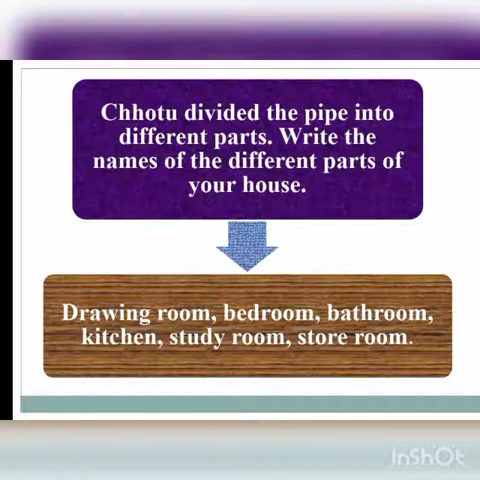 Chhotu divided the pipe into
different parts. Write the
names of the different parts of
your house.
Drawing room, bedroom, bathroom,
kitchen, study room, store room.
InShOt